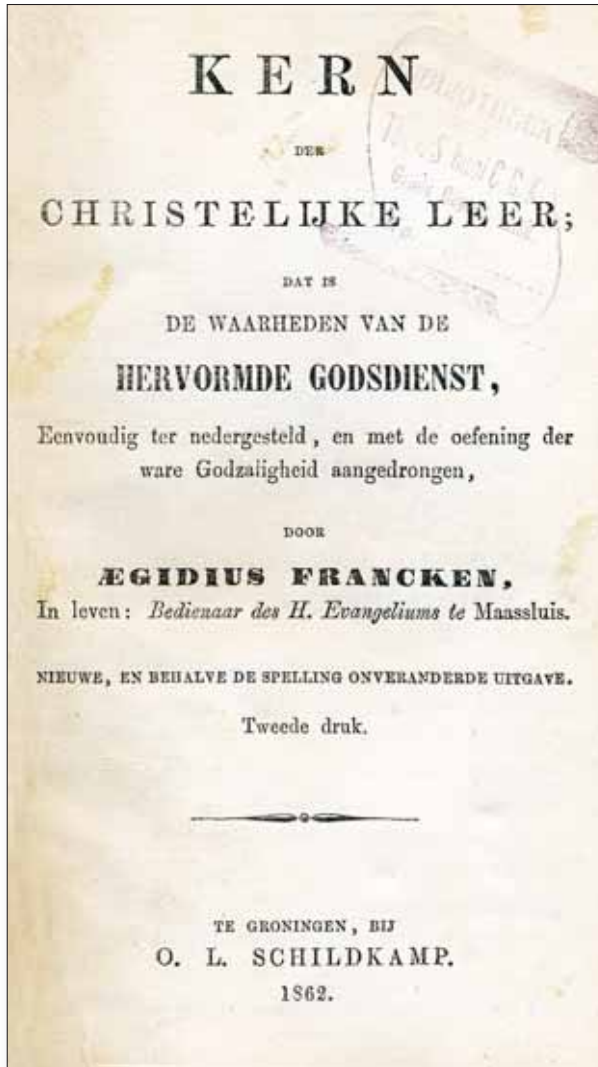 KERN
DER
CHRISTELIJKE LEER;
DAT IS
DE WAARHEDEN VAN DE
HERVORMDE GODSDIENST,
Eenvoudig ter nedergesteld, en met de oefening der
ware Godzaligheid aangedrongen,
DOOR
ÆGIDIUS FRANCKEN,
In leven: Bedienaar des H. Evangeliums te Maassluis.
NIEUWE, EN BEHALVE DE SPELLING ONVERANDERDE UITGAVE.
Tweede druk.
TE GRONINGEN, BIJ
O. L. SCHILDKAMP.
1862.